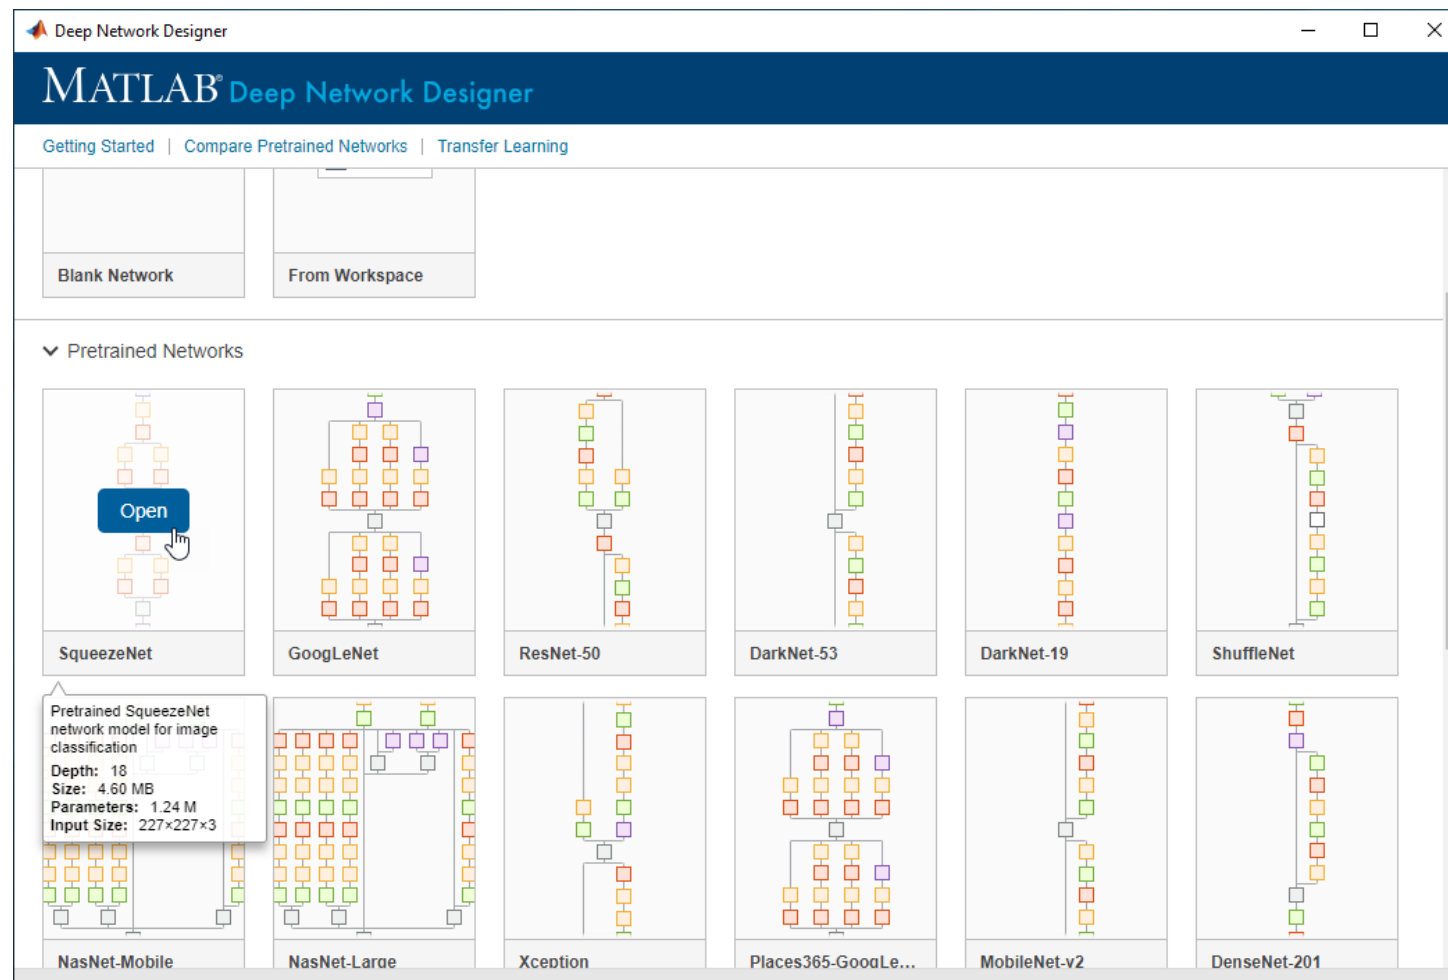 Deep Network Designer
MATLAB® Deep Network Designer
Getting Started | Compare Pretrained Networks | Transfer Learning
Blank Network
From Workspace
Pretrained Networks
Open
SqueezeNet
GoogLeNet
ResNet-50
DarkNet-53
DarkNet-19
ShuffleNet
Pretrained SqueezeNet
network model for image
classification
Depth: 18
Size: 4.60 MB
Parameters: 1.24 M
Input Size: 227×227×3
NasNet-Mobile
NasNet-Large
Xception
Places365-GoogLe...
MobileNet-v2
DenseNet-201